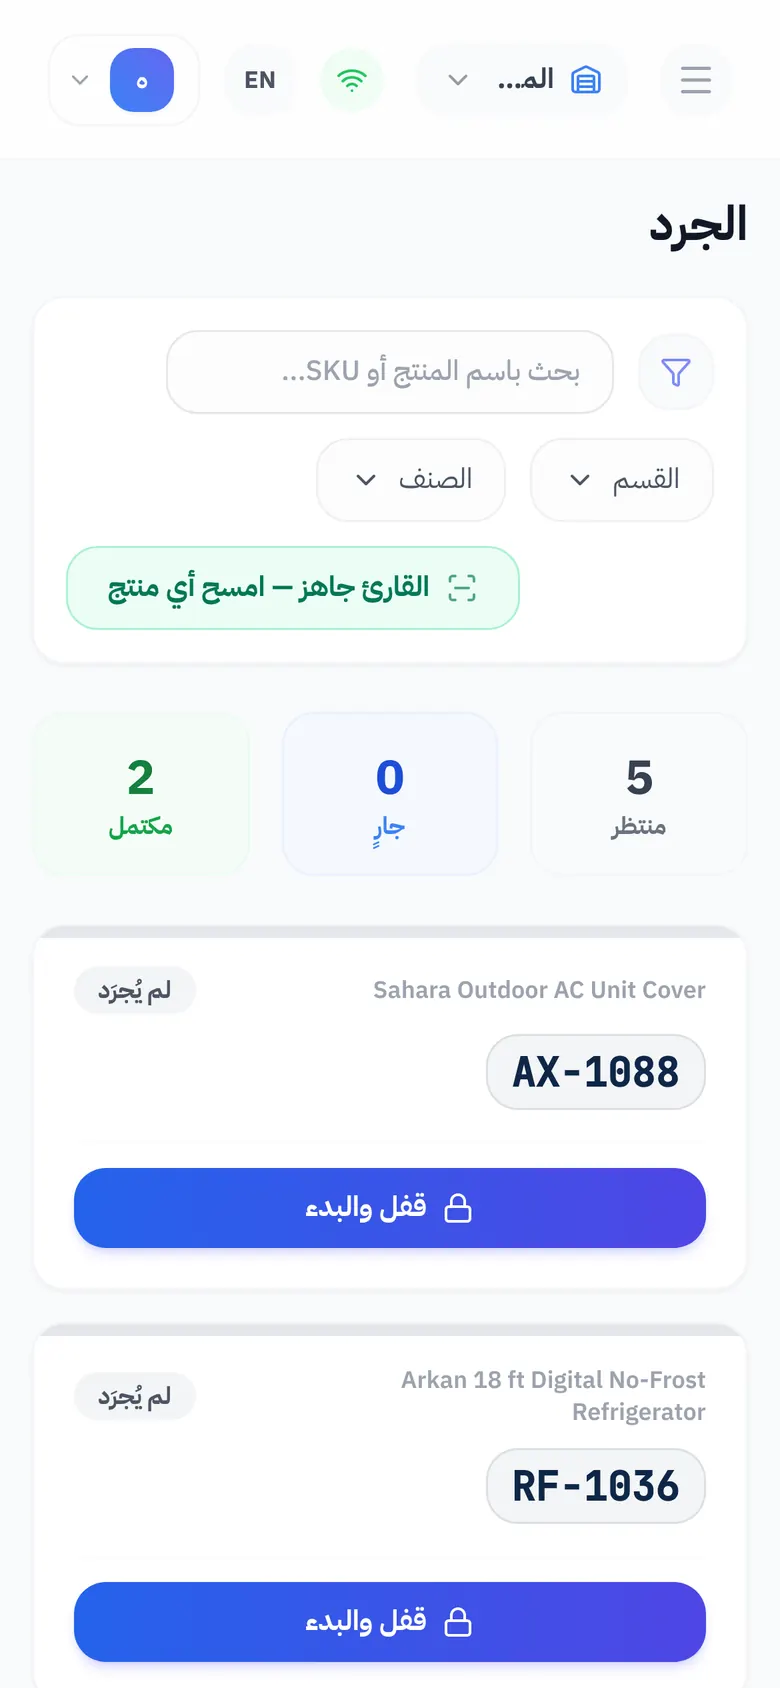 الم...
EN
ه
الجرد
بحث باسم المنتج أو SKU...
القسم
الصنف
القارئ جاهز — امسح أي منتج
5
منتظر
0
جارٍ
2
مكتمل
Sahara Outdoor AC Unit Cover
لم يُجرَد
AX-1088
قفل والبدء
Arkan 18 ft Digital No-Frost
Refrigerator
لم يُجرَد
RF-1036
قفل والبدء